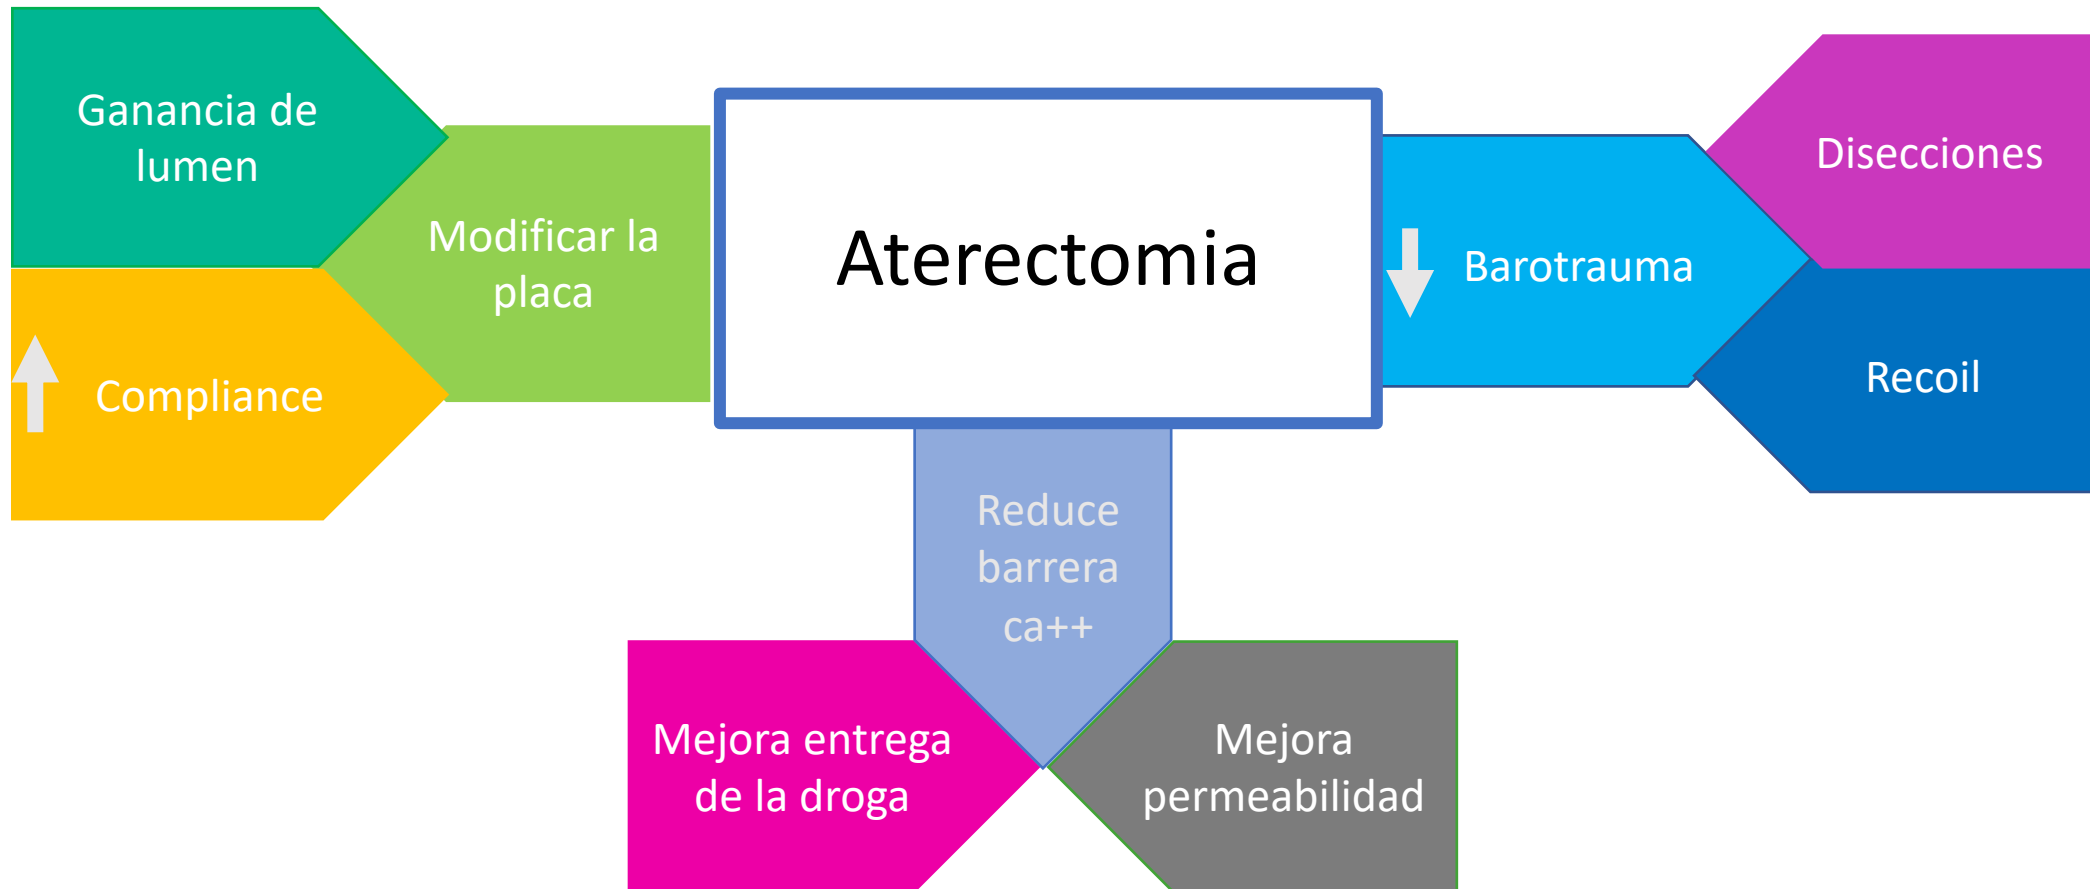 Ganancia de
lumen
Modificar la
placa
Compliance
Aterectomia
Barotrauma
Disecciones
Recoil
Reduce
barrera
ca++
Mejora entrega
de la droga
Mejora
permeabilidad